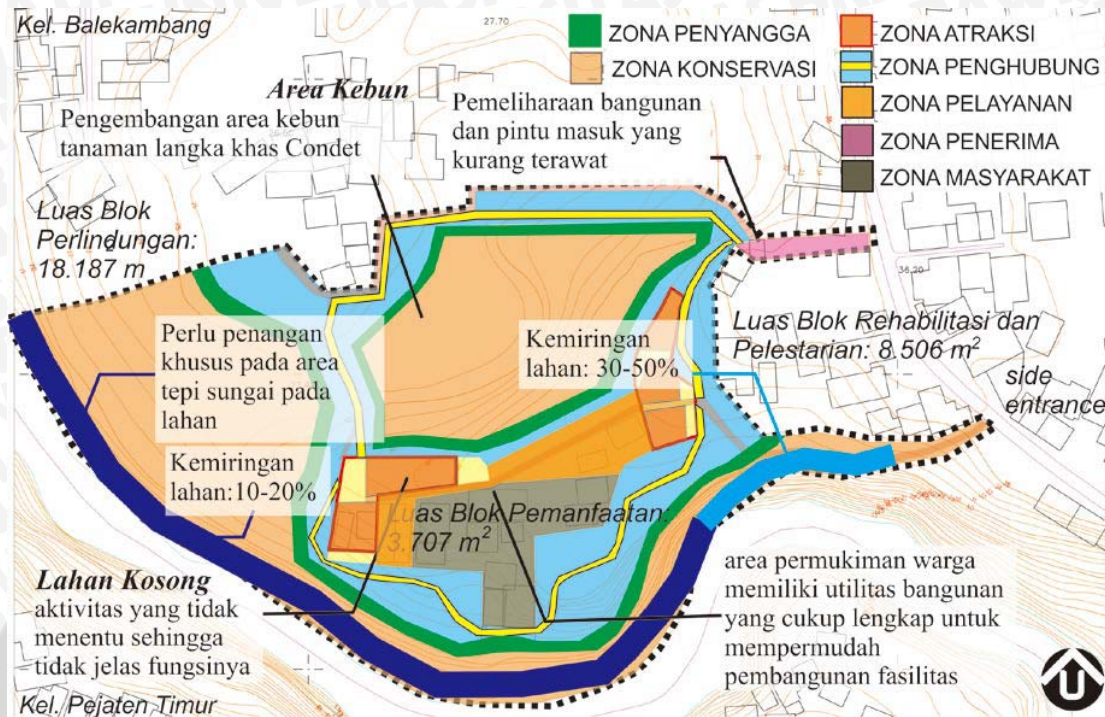 Kel. Balekambang
27.70
ZONA PENYANGGA
ZONA KONSERVASI
ZONA ATRAKSI
ZONA PENGHUBUNG
ZONA PELAYANAN
ZONA PENERIMA
ZONA MASYARAKAT
Area Kebun
Pengembangan area kebun
tanaman langka khas Condet
Pemeliharaan bangunan
dan pintu masuk yang
kurang terawat
Luas Blok
Perlindungan:
18.187 m²
36.20
Perlu penangan
khusus pada area
tepi sungai pada
lahan
Kemiringan
lahan: 30-50%
Luas Blok Rehabilitasi dan
Pelestarian: 8.506 m²
side
entrance
Kemiringan
lahan:10-20%
Luas Blok Pemanfaatan:
3.707 m²
Lahan Kosong
aktivitas yang tidak
menentu sehingga
tidak jelas fungsinya
area permukiman warga
memiliki utilitas bangunan
yang cukup lengkap untuk
mempermudah
pembangunan fasilitas
Kel. Pejaten Timur
U